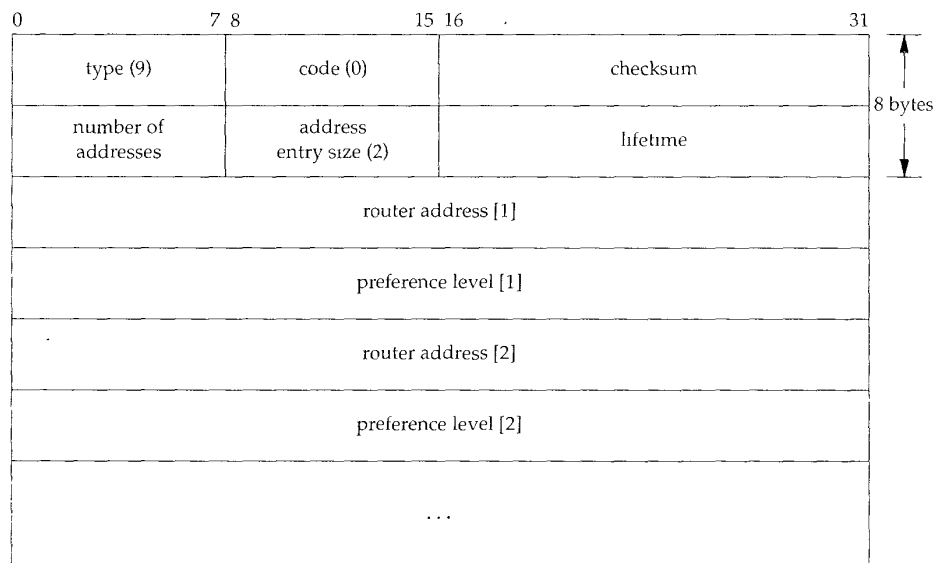 0 7 8 15 16 31
type (9) code (0) checksum
8 bytes
number of addresses
address entry size (2)
lifetime
router address [1]
preference level [1]
router address [2]
preference level [2]
...